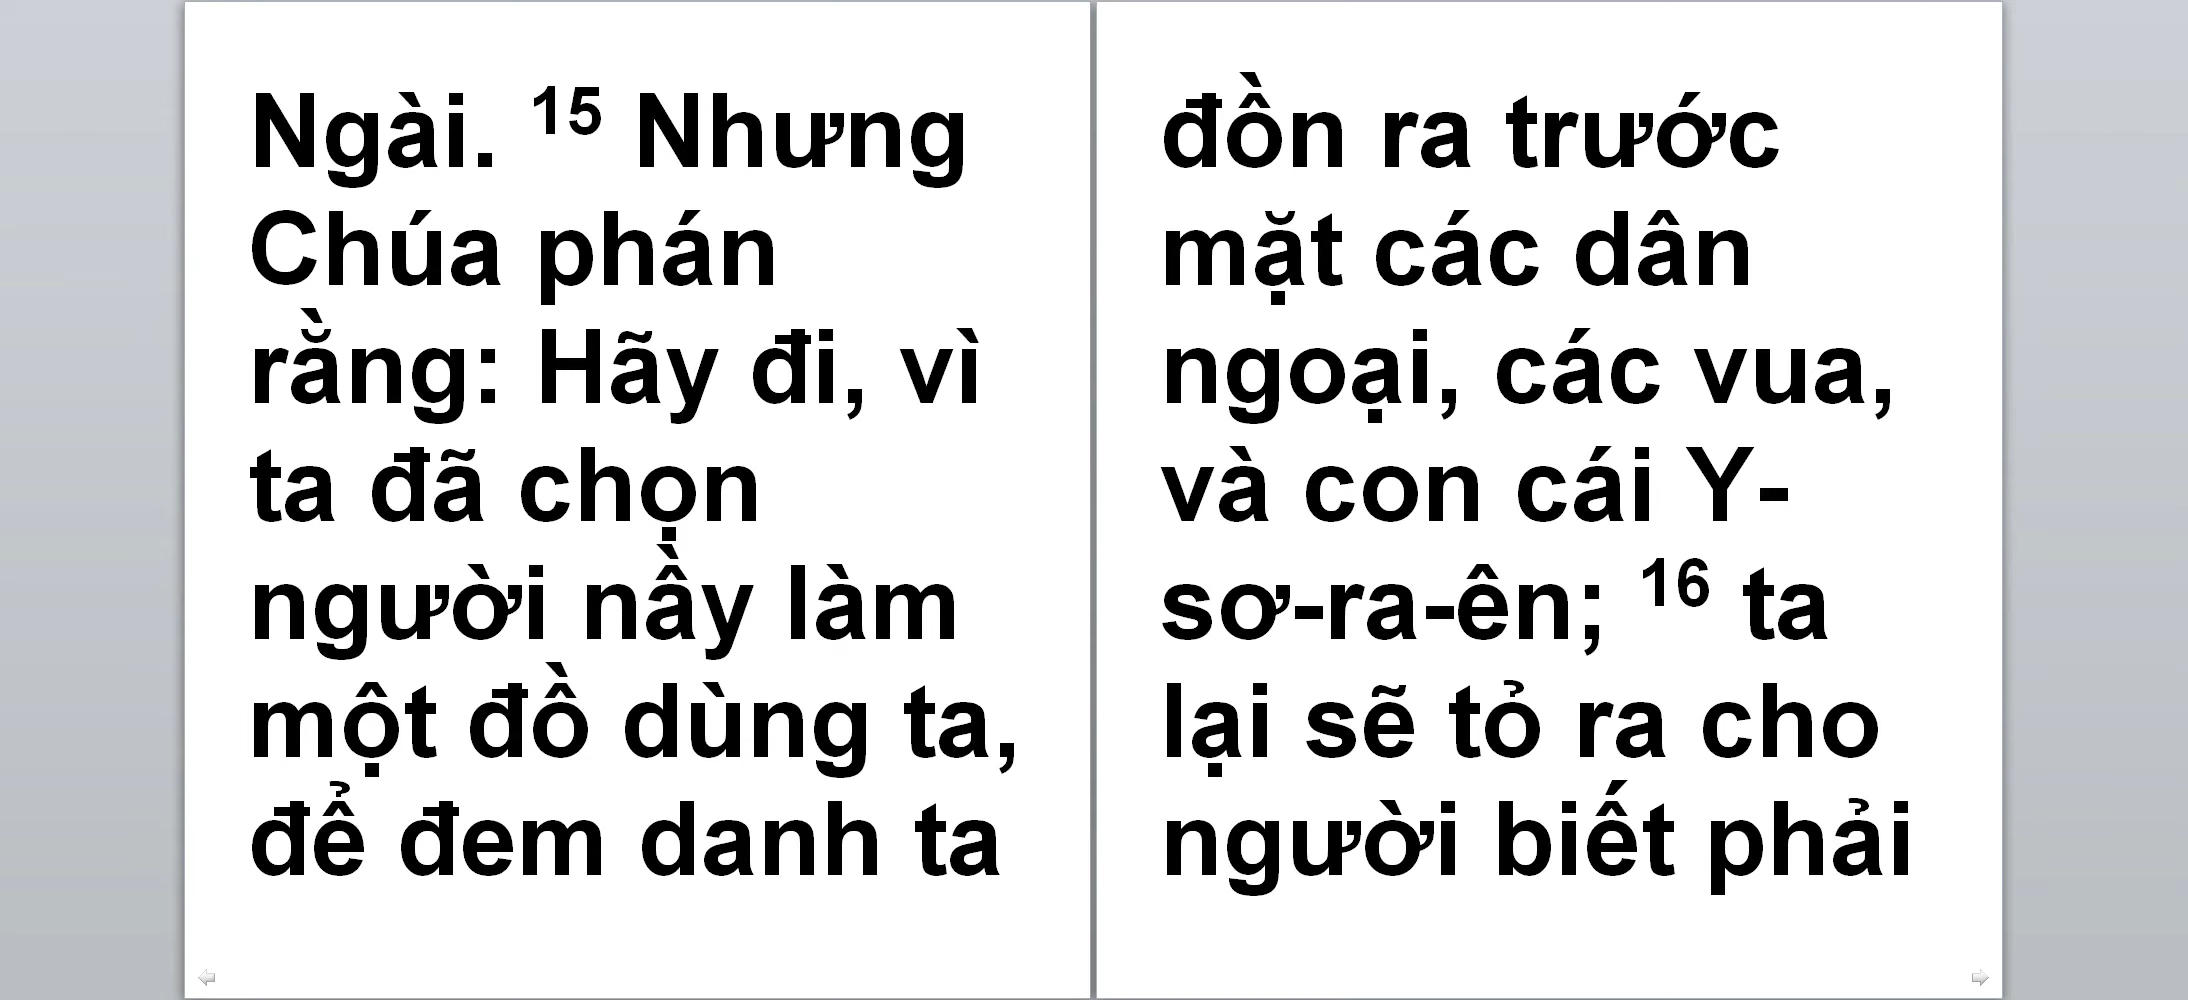 Ngài. 15 Nhưng
Chúa phán
rằng: Hãy đi, vì
ta đã chọn
người nầy làm
một đồ dùng ta,
để đem danh ta
đồn ra trước
mặt các dân
ngoại, các vua,
và con cái Y-
sơ-ra-ên; 16 ta
lại sẽ tỏ ra cho
người biết phải